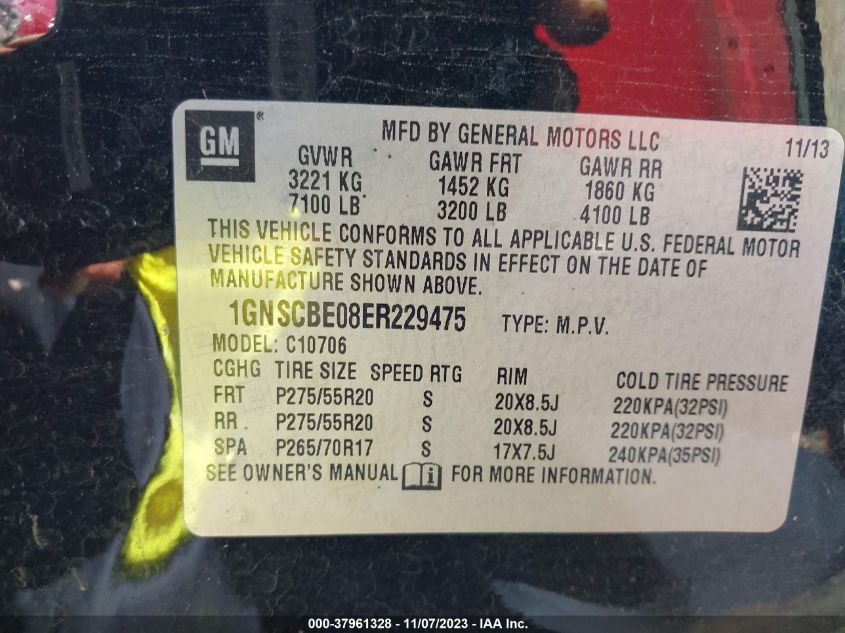 GM®
MFD BY GENERAL MOTORS LLC 11/13
GVWR GAWR FRT GAWR RR
3221 KG 1452 KG 1860 KG
7100 LB 3200 LB 4100 LB
THIS VEHICLE CONFORMS TO ALL APPLICABLE U.S. FEDERAL MOTOR
VEHICLE SAFETY STANDARDS IN EFFECT ON THE DATE OF
MANUFACTURE SHOWN ABOVE.
1GNSCBE08ER229475 TYPE: M.P.V.
MODEL: C10706
CGHG TIRE SIZE SPEED RTG RIM COLD TIRE PRESSURE
FRT P275/55R20 S 20X8.5J 220KPA(32PSI)
RR P275/55R20 S 20X8.5J 220KPA(32PSI)
SPA P265/70R17 S 17X7.5J 240KPA(35PSI)
SEE OWNER'S MANUAL i FOR MORE INFORMATION.
000-37961328 - 11/07/2023 - IAA Inc.